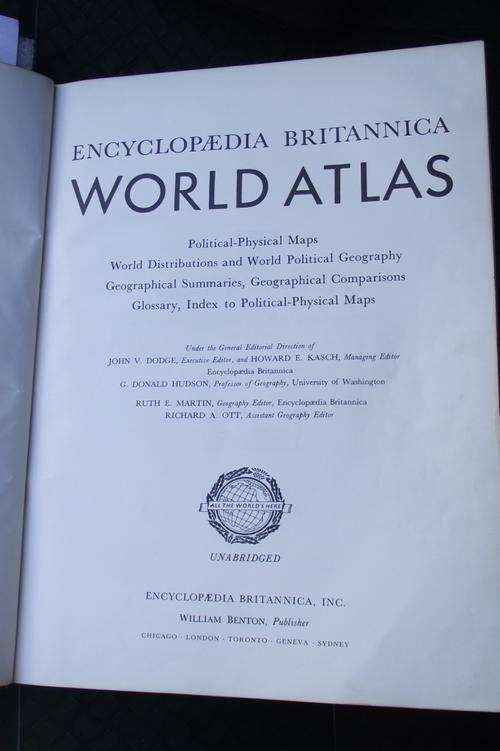 ENCYCLOPÆDIA BRITANNICA
WORLD ATLAS
Political-Physical Maps
World Distributions and World Political Geography
Geographical Summaries, Geographical Comparisons
Glossary, Index to Political-Physical Maps
Under the General Editorial Direction of
JOHN V. DODGE, Executive Editor, and HOWARD E. KASCH, Managing Editor
Encyclopædia Britannica
G. DONALD HUDSON, Professor of Geography, University of Washington
RUTH E. MARTIN, Geography Editor, Encyclopædia Britannica
RICHARD A. OTT, Assistant Geography Editor
ALL THE WORLD'S HERE
UNABRIDGED
ENCYCLOPÆDIA BRITANNICA, INC.
WILLIAM BENTON, Publisher
CHICAGO · LONDON · TORONTO · GENEVA · SYDNEY